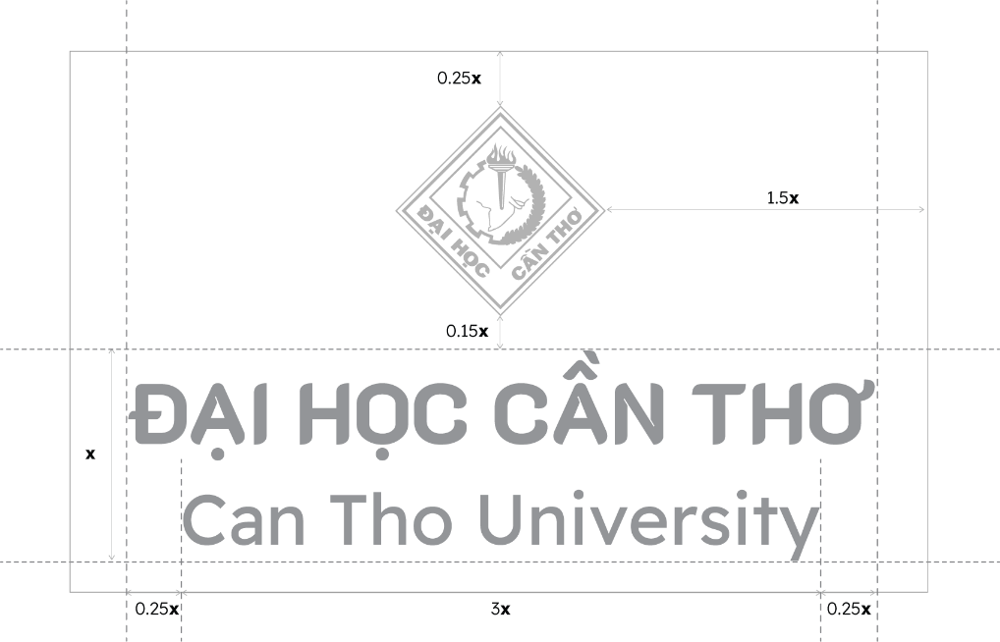 0.25x
ĐẠI HỌC CẦN THƠ
1.5x
0.15x
ĐẠI HỌC CẦN THƠ
x
Can Tho University
0.25x 3x 0.25x